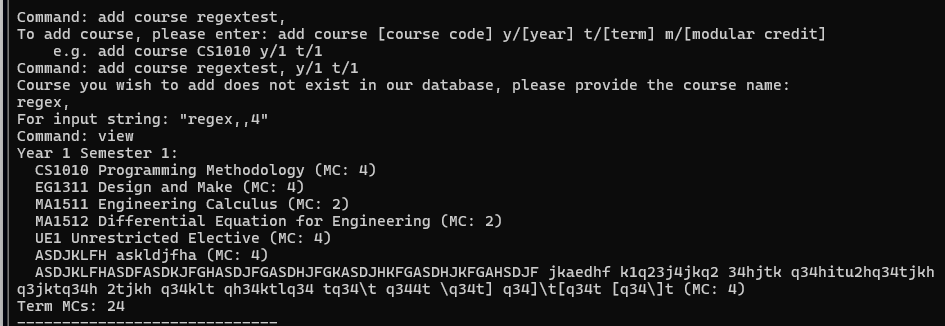 Command: add course regextest,
To add course, please enter: add course [course code] y/[year] t/[term] m/[modular credit]
    e.g. add course CS1010 y/1 t/1
Command: add course regextest, y/1 t/1
Course you wish to add does not exist in our database, please provide the course name:
regex,
For input string: "regex,,4"
Command: view
Year 1 Semester 1:
  CS1010 Programming Methodology (MC: 4)
  EG1311 Design and Make (MC: 4)
  MA1511 Engineering Calculus (MC: 2)
  MA1512 Differential Equation for Engineering (MC: 2)
  UE1 Unrestricted Elective (MC: 4)
  ASDJKLFH askldjfha (MC: 4)
  ASDJKLFHASDFASDKJFGHASDJFGASDHJFGKASDJHKFGASDHJKFGAHSDJF jkaedhf k1q23j4jkq2 34hjtk q34hitu2hq34tjkh
q3jktq34h 2tjkh q34klt qh34ktlq34 tq34\t q344t \q34t] q34]\t[q34t [q34\]t (MC: 4)
Term MCs: 24
-----------------------------